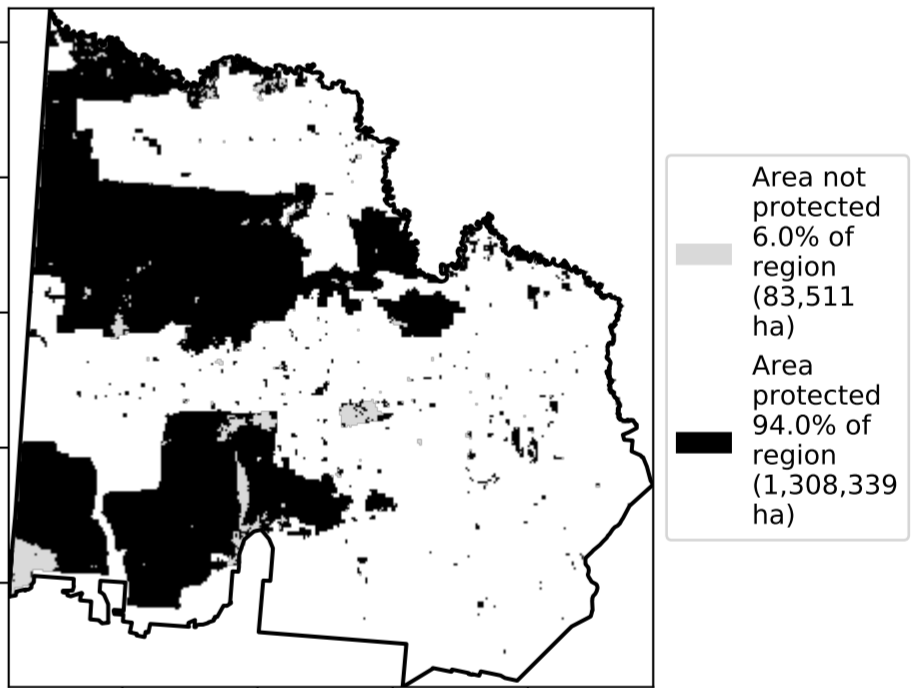 Area not
protected
6.0% of
region
(83,511
ha)
Area
protected
94.0% of
region
(1,308,339
ha)